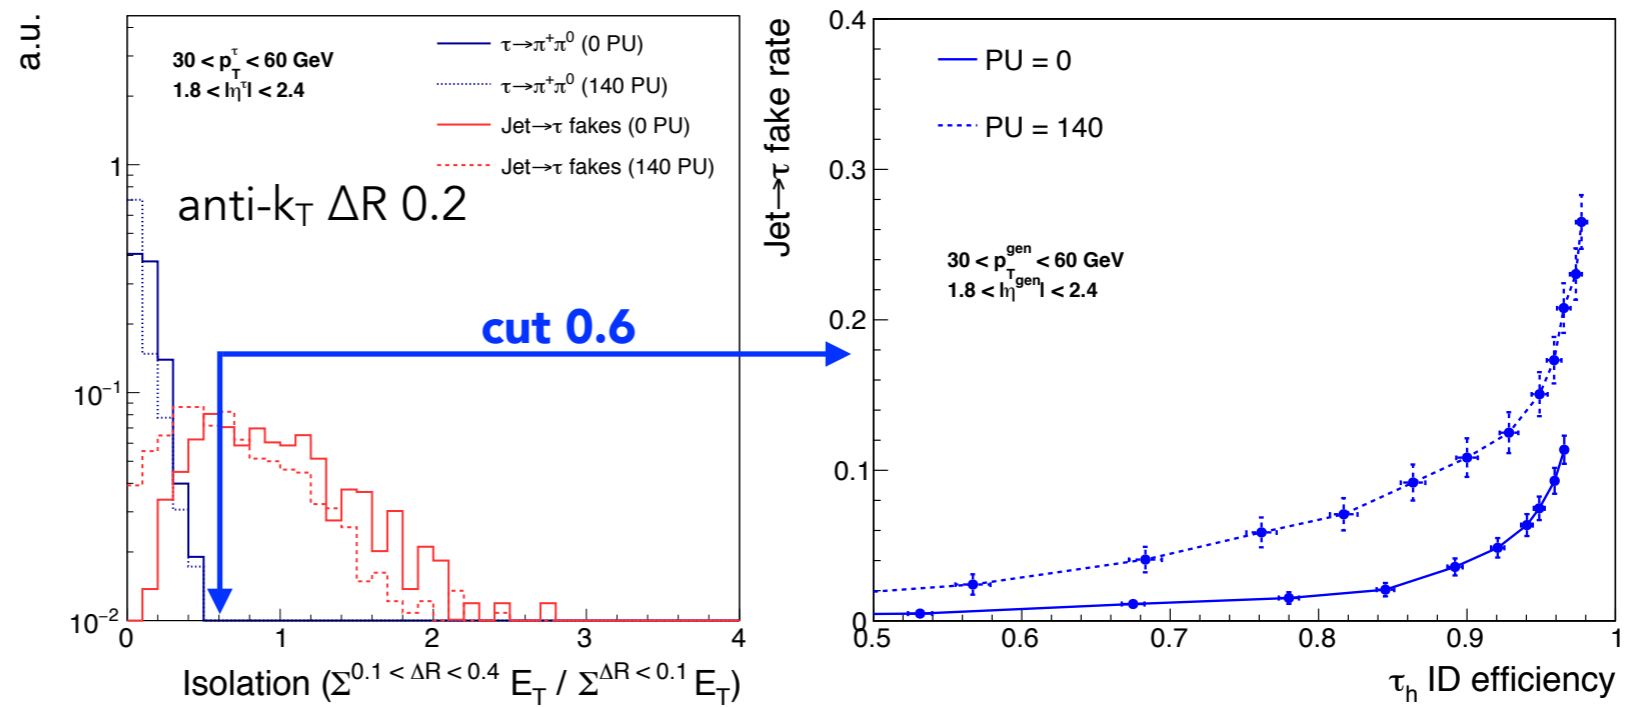 a.u.
30 < p_T^τ < 60 GeV
1.8 < |η^τ| < 2.4
τ→π⁺π⁰ (0 PU)
τ→π⁺π⁰ (140 PU)
Jet→τ fakes (0 PU)
Jet→τ fakes (140 PU)
anti-k_T ΔR 0.2
cut 0.6
1
10⁻¹
10⁻²
0 1 2 3 4
Isolation (Σ^{0.1 < ΔR < 0.4} E_T / Σ^{ΔR < 0.1} E_T)
Jet→τ fake rate
0.4
0.3
0.2
0.1
0
PU = 0
PU = 140
30 < p_T^gen < 60 GeV
1.8 < |η^gen| < 2.4
0.5 0.6 0.7 0.8 0.9 1
τ_h ID efficiency